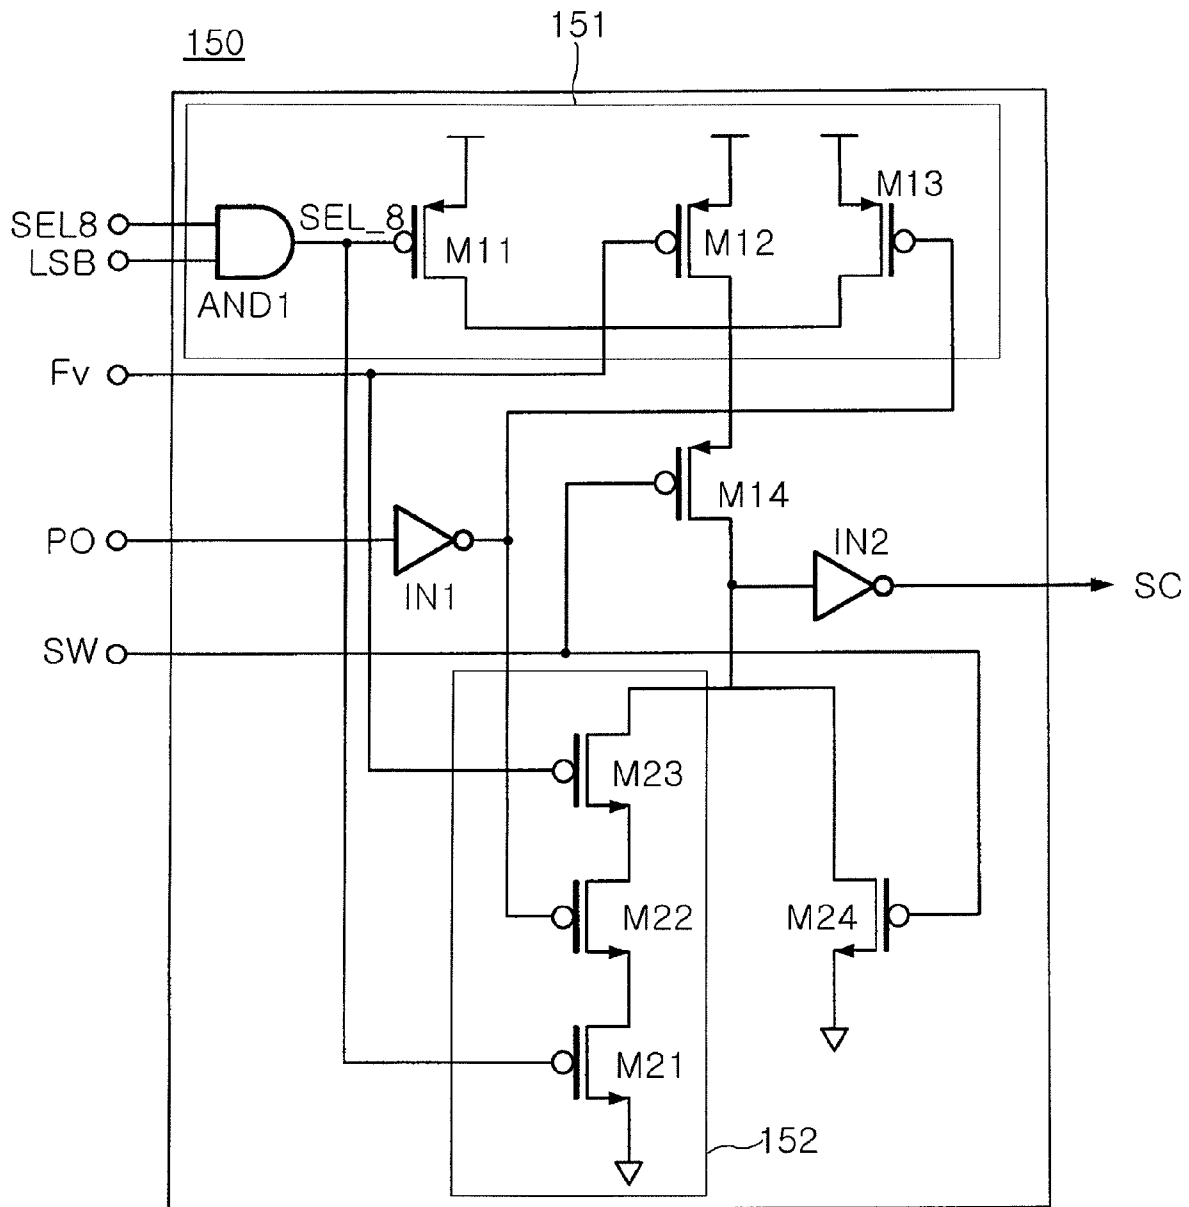 150
151
M13
SEL8
SEL_8
M11
M12
LSB
AND1
Fv
M14
PO
IN1
IN2
SC
SW
M23
M22
M24
M21
152